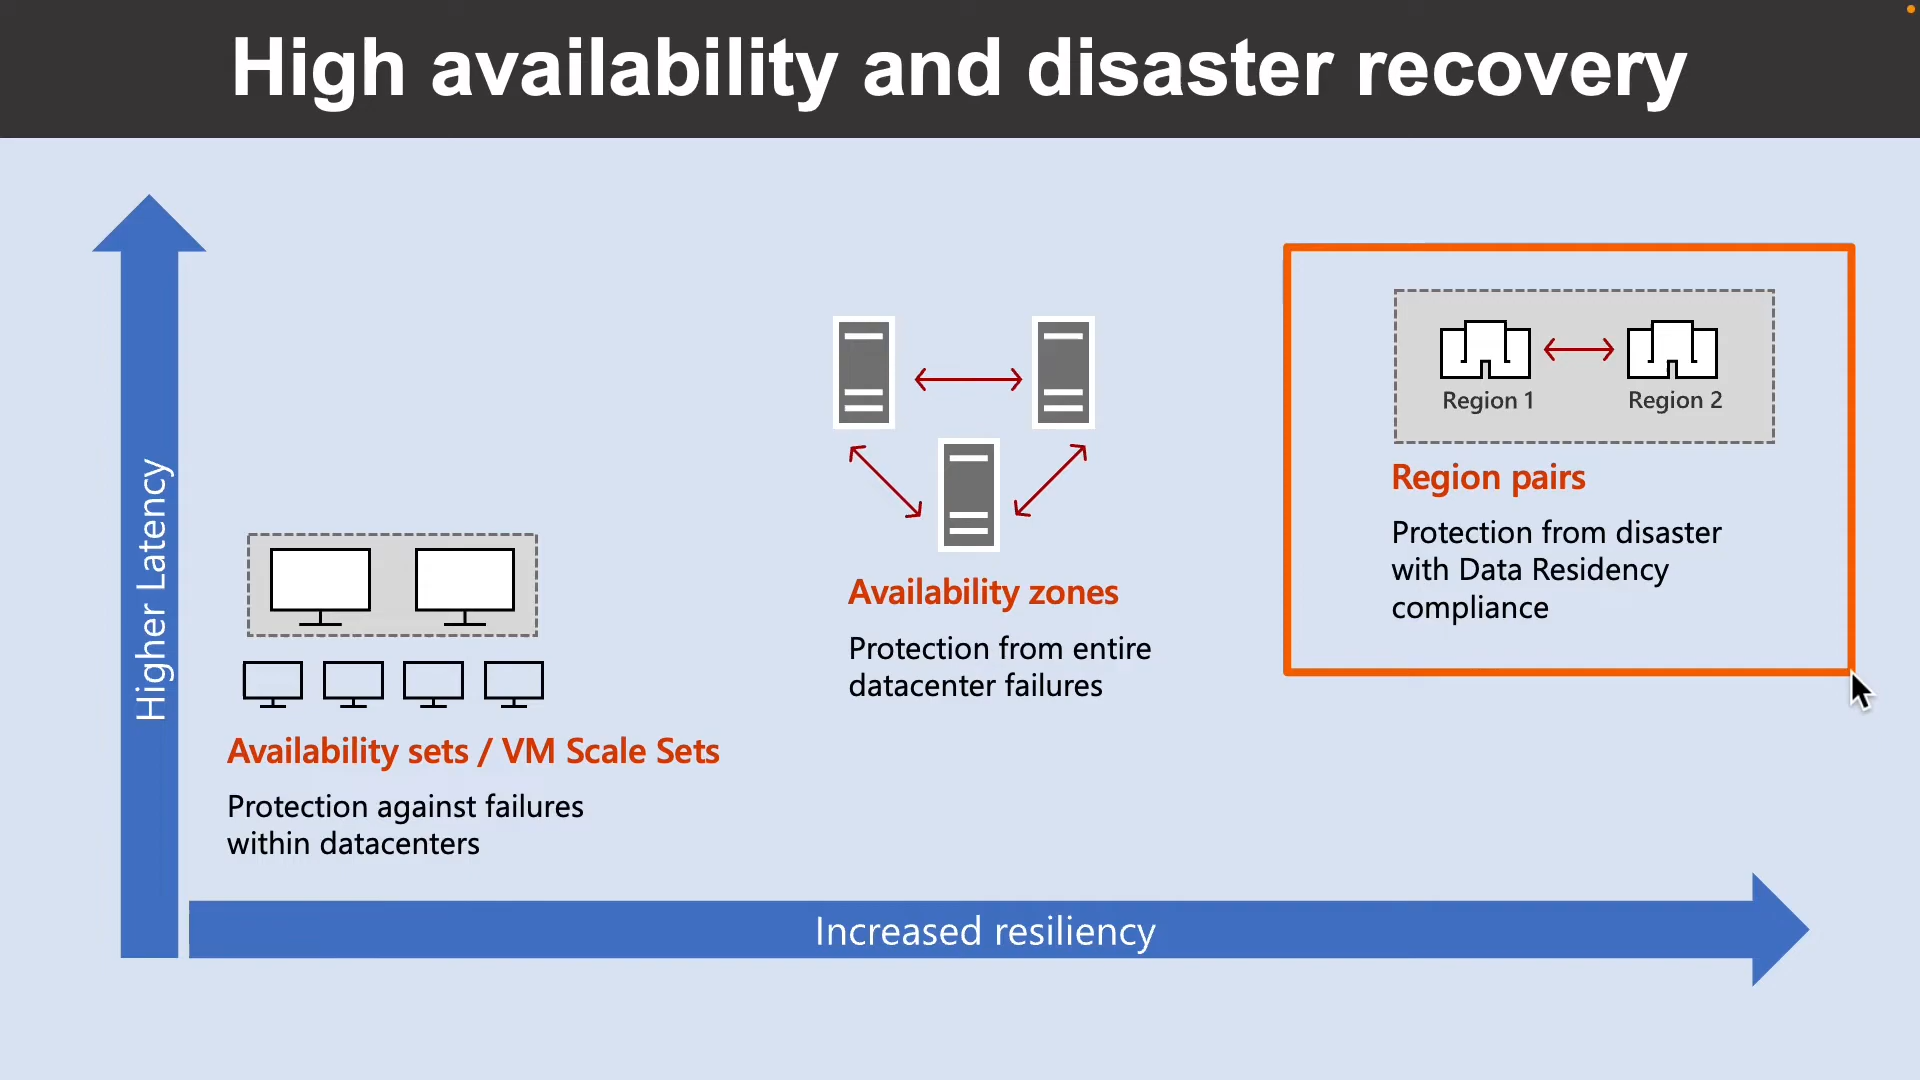 High availability and disaster recovery
Higher Latency
Region 1
Region 2
Region pairs
Protection from disaster
with Data Residency
compliance
Availability zones
Protection from entire
datacenter failures
Availability sets / VM Scale Sets
Protection against failures
within datacenters
Increased resiliency